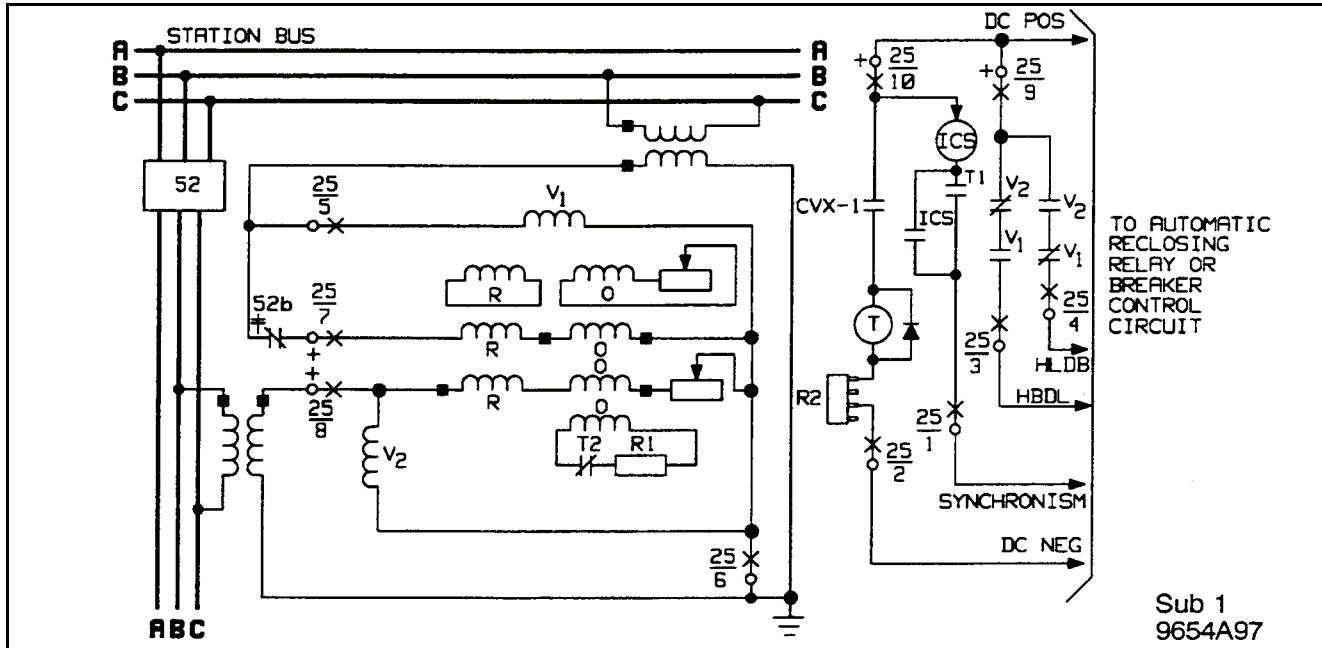 STATION BUS
A
B
C
A
B
C
DC POS
+ 25/10
+ 25/9
52
25/5
V1
ICS
T1
CVX-1
ICS
V2
V2
V1
V1
TO AUTOMATIC
RECLOSING
RELAY OR
BREAKER
CONTROL
CIRCUIT
R
O
52b
25/7
+
R
O
T
25/4
25/3
HLDB
+
25/8
R
O
O
R2
HBDL
V2
T2
R1
25/1
25/2
SYNCHRONISM
DC NEG
25/6
A B C
Sub 1
9654A97